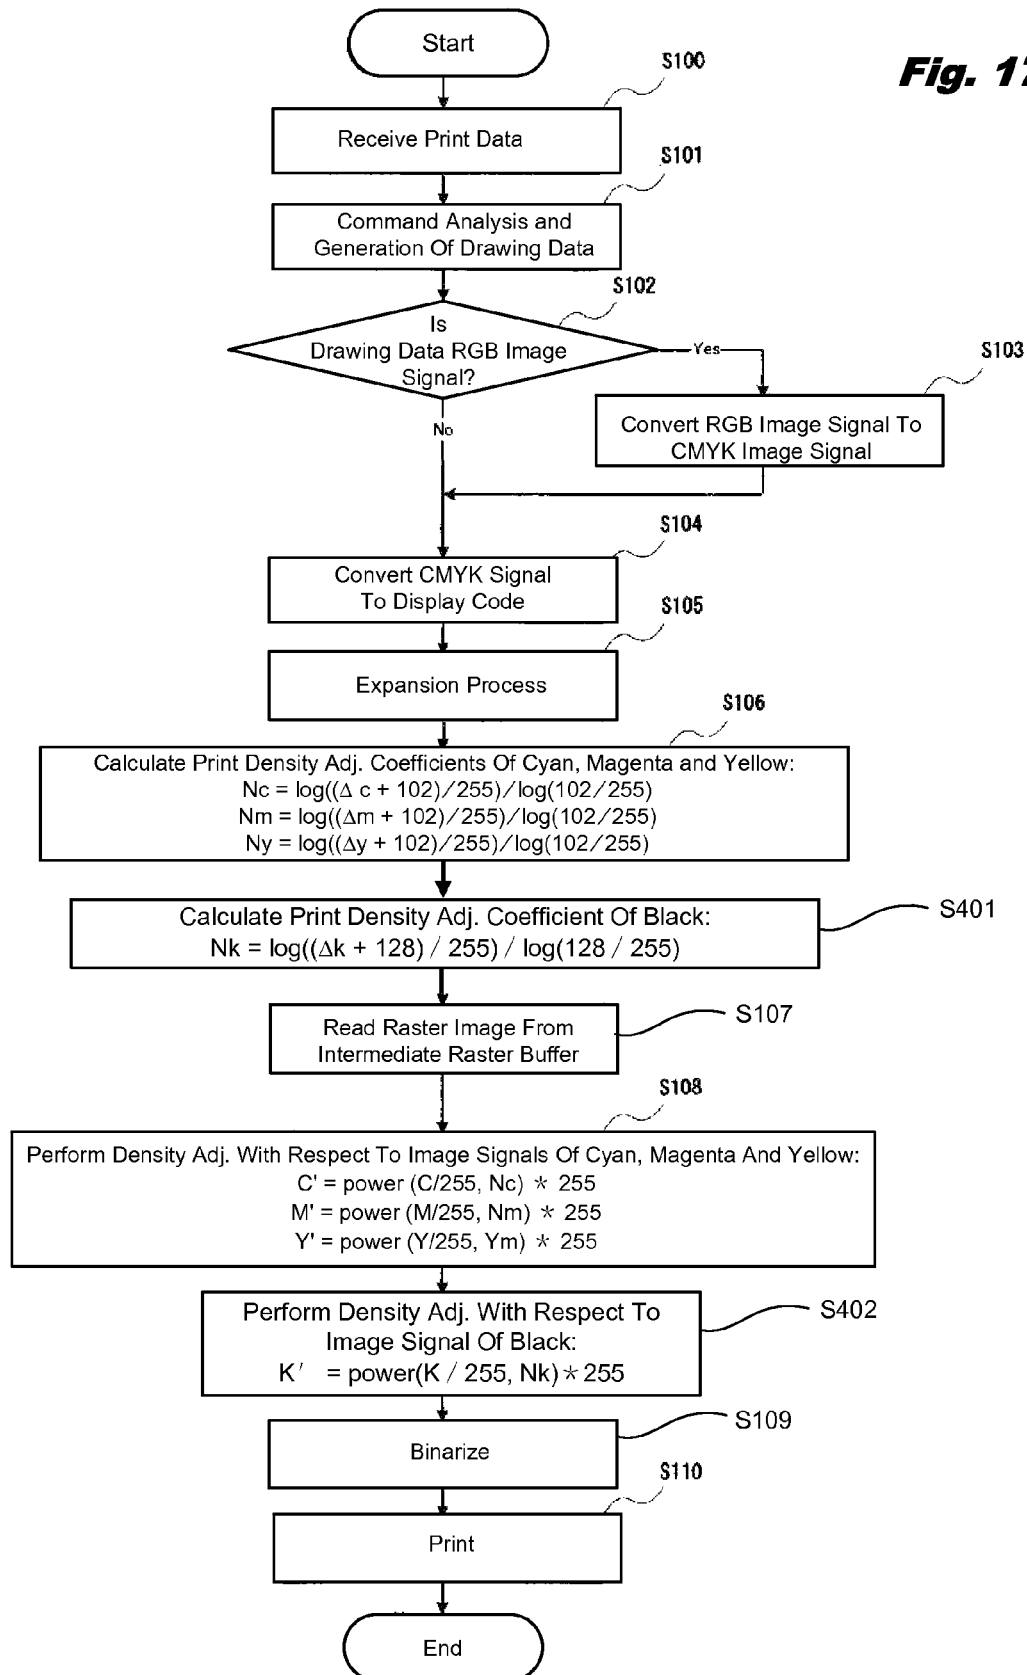 Start
Fig. 17
S100
Receive Print Data
S101
Command Analysis and
Generation Of Drawing Data
S102
Is
Drawing Data RGB Image
Signal?
Yes
S103
No
Convert RGB Image Signal To
CMYK Image Signal
S104
Convert CMYK Signal
To Display Code
S105
Expansion Process
S106
Calculate Print Density Adj. Coefficients Of Cyan, Magenta and Yellow:
Nc = log((Δ c + 102)/255)/log(102/255)
Nm = log((Δm + 102)/255)/log(102/255)
Ny = log((Δy + 102)/255)/log(102/255)
S401
Calculate Print Density Adj. Coefficient Of Black:
Nk = log((Δk + 128) / 255) / log(128 / 255)
S107
Read Raster Image From
Intermediate Raster Buffer
S108
Perform Density Adj. With Respect To Image Signals Of Cyan, Magenta And Yellow:
C' = power (C/255, Nc) * 255
M' = power (M/255, Nm) * 255
Y' = power (Y/255, Ym) * 255
S402
Perform Density Adj. With Respect To
Image Signal Of Black:
K' = power(K / 255, Nk)*255
S109
Binarize
S110
Print
End